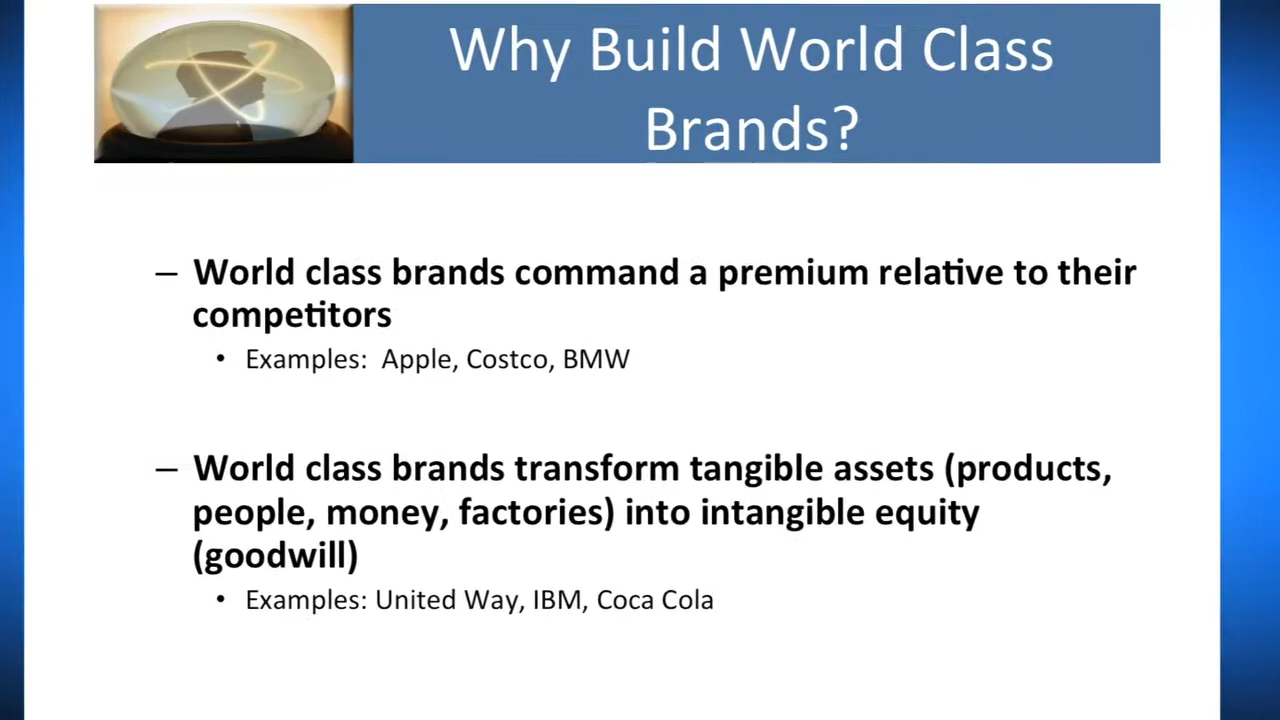 Why Build World Class
Brands?
– World class brands command a premium relative to their
competitors
• Examples:  Apple, Costco, BMW
– World class brands transform tangible assets (products,
people, money, factories) into intangible equity
(goodwill)
• Examples: United Way, IBM, Coca Cola